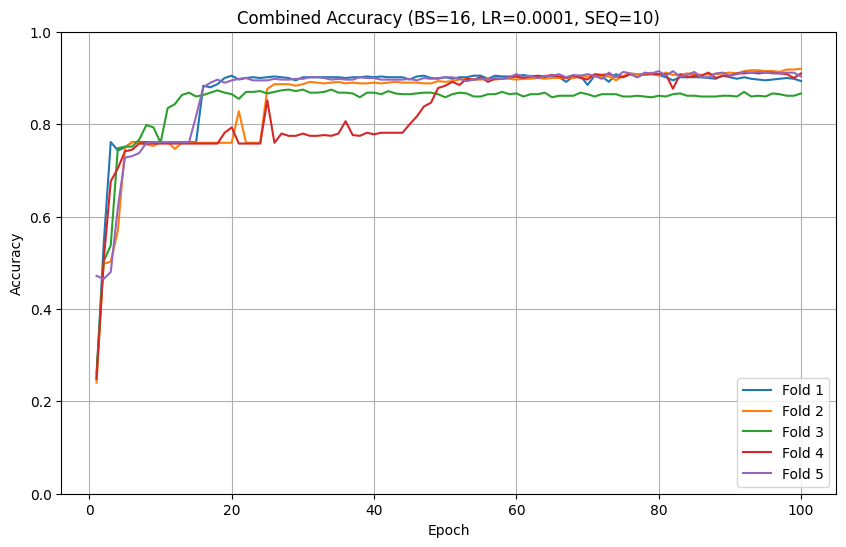 Combined Accuracy (BS=16, LR=0.0001, SEQ=10)
1.0
0.8
0.6
0.4
0.2
0.0
Accuracy
0
20
40
60
80
100
Epoch
Fold 1
Fold 2
Fold 3
Fold 4
Fold 5